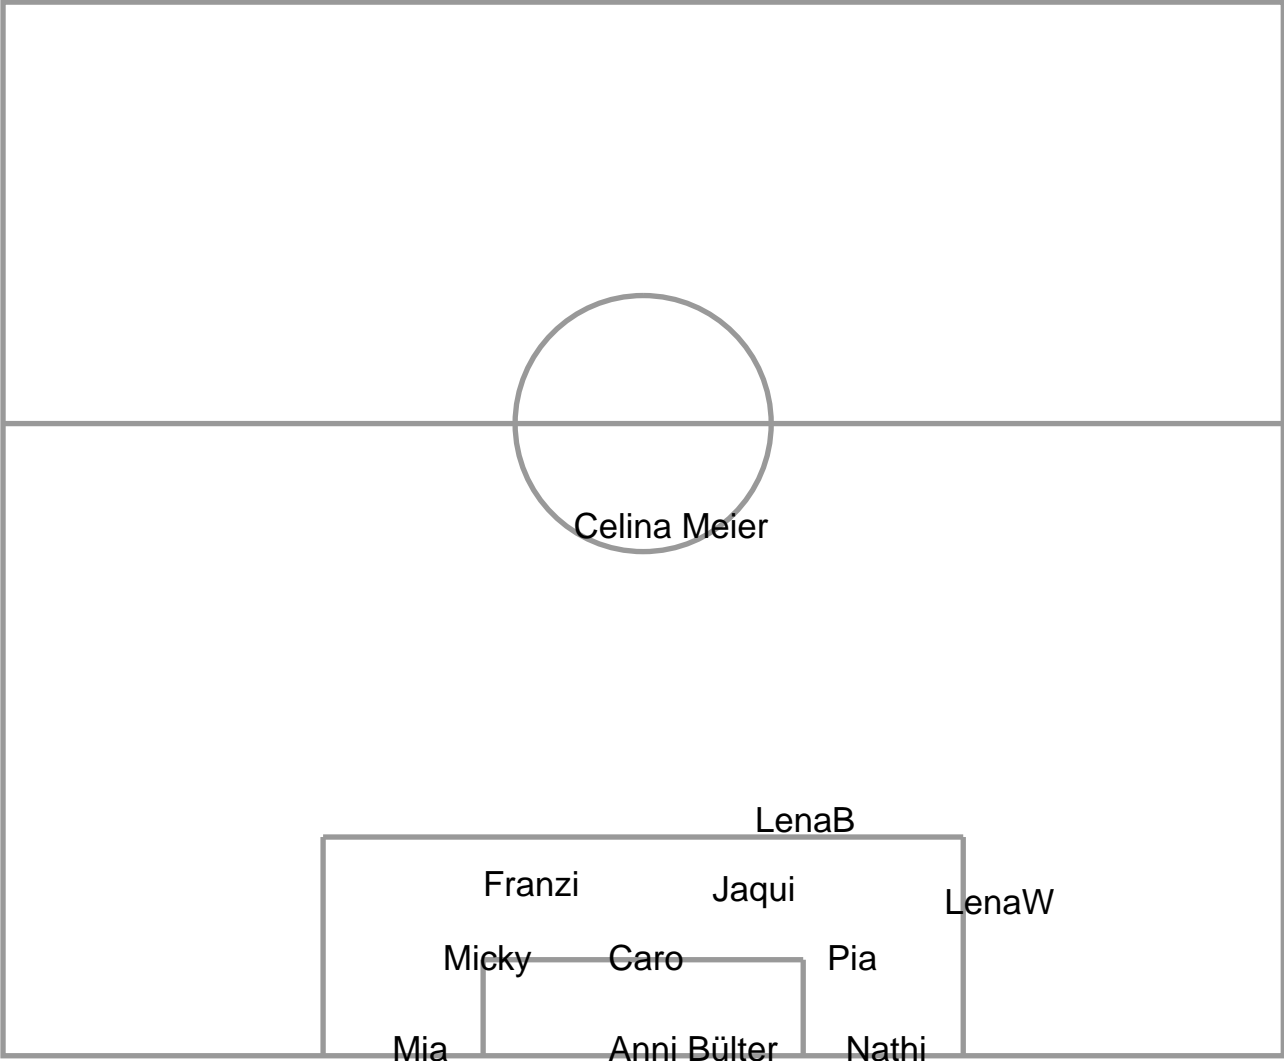 Celina Meier
LenaB
Franzi
Jaqui
LenaW
Micky
Caro
Pia
Mia
Anni Bülter
Nathi